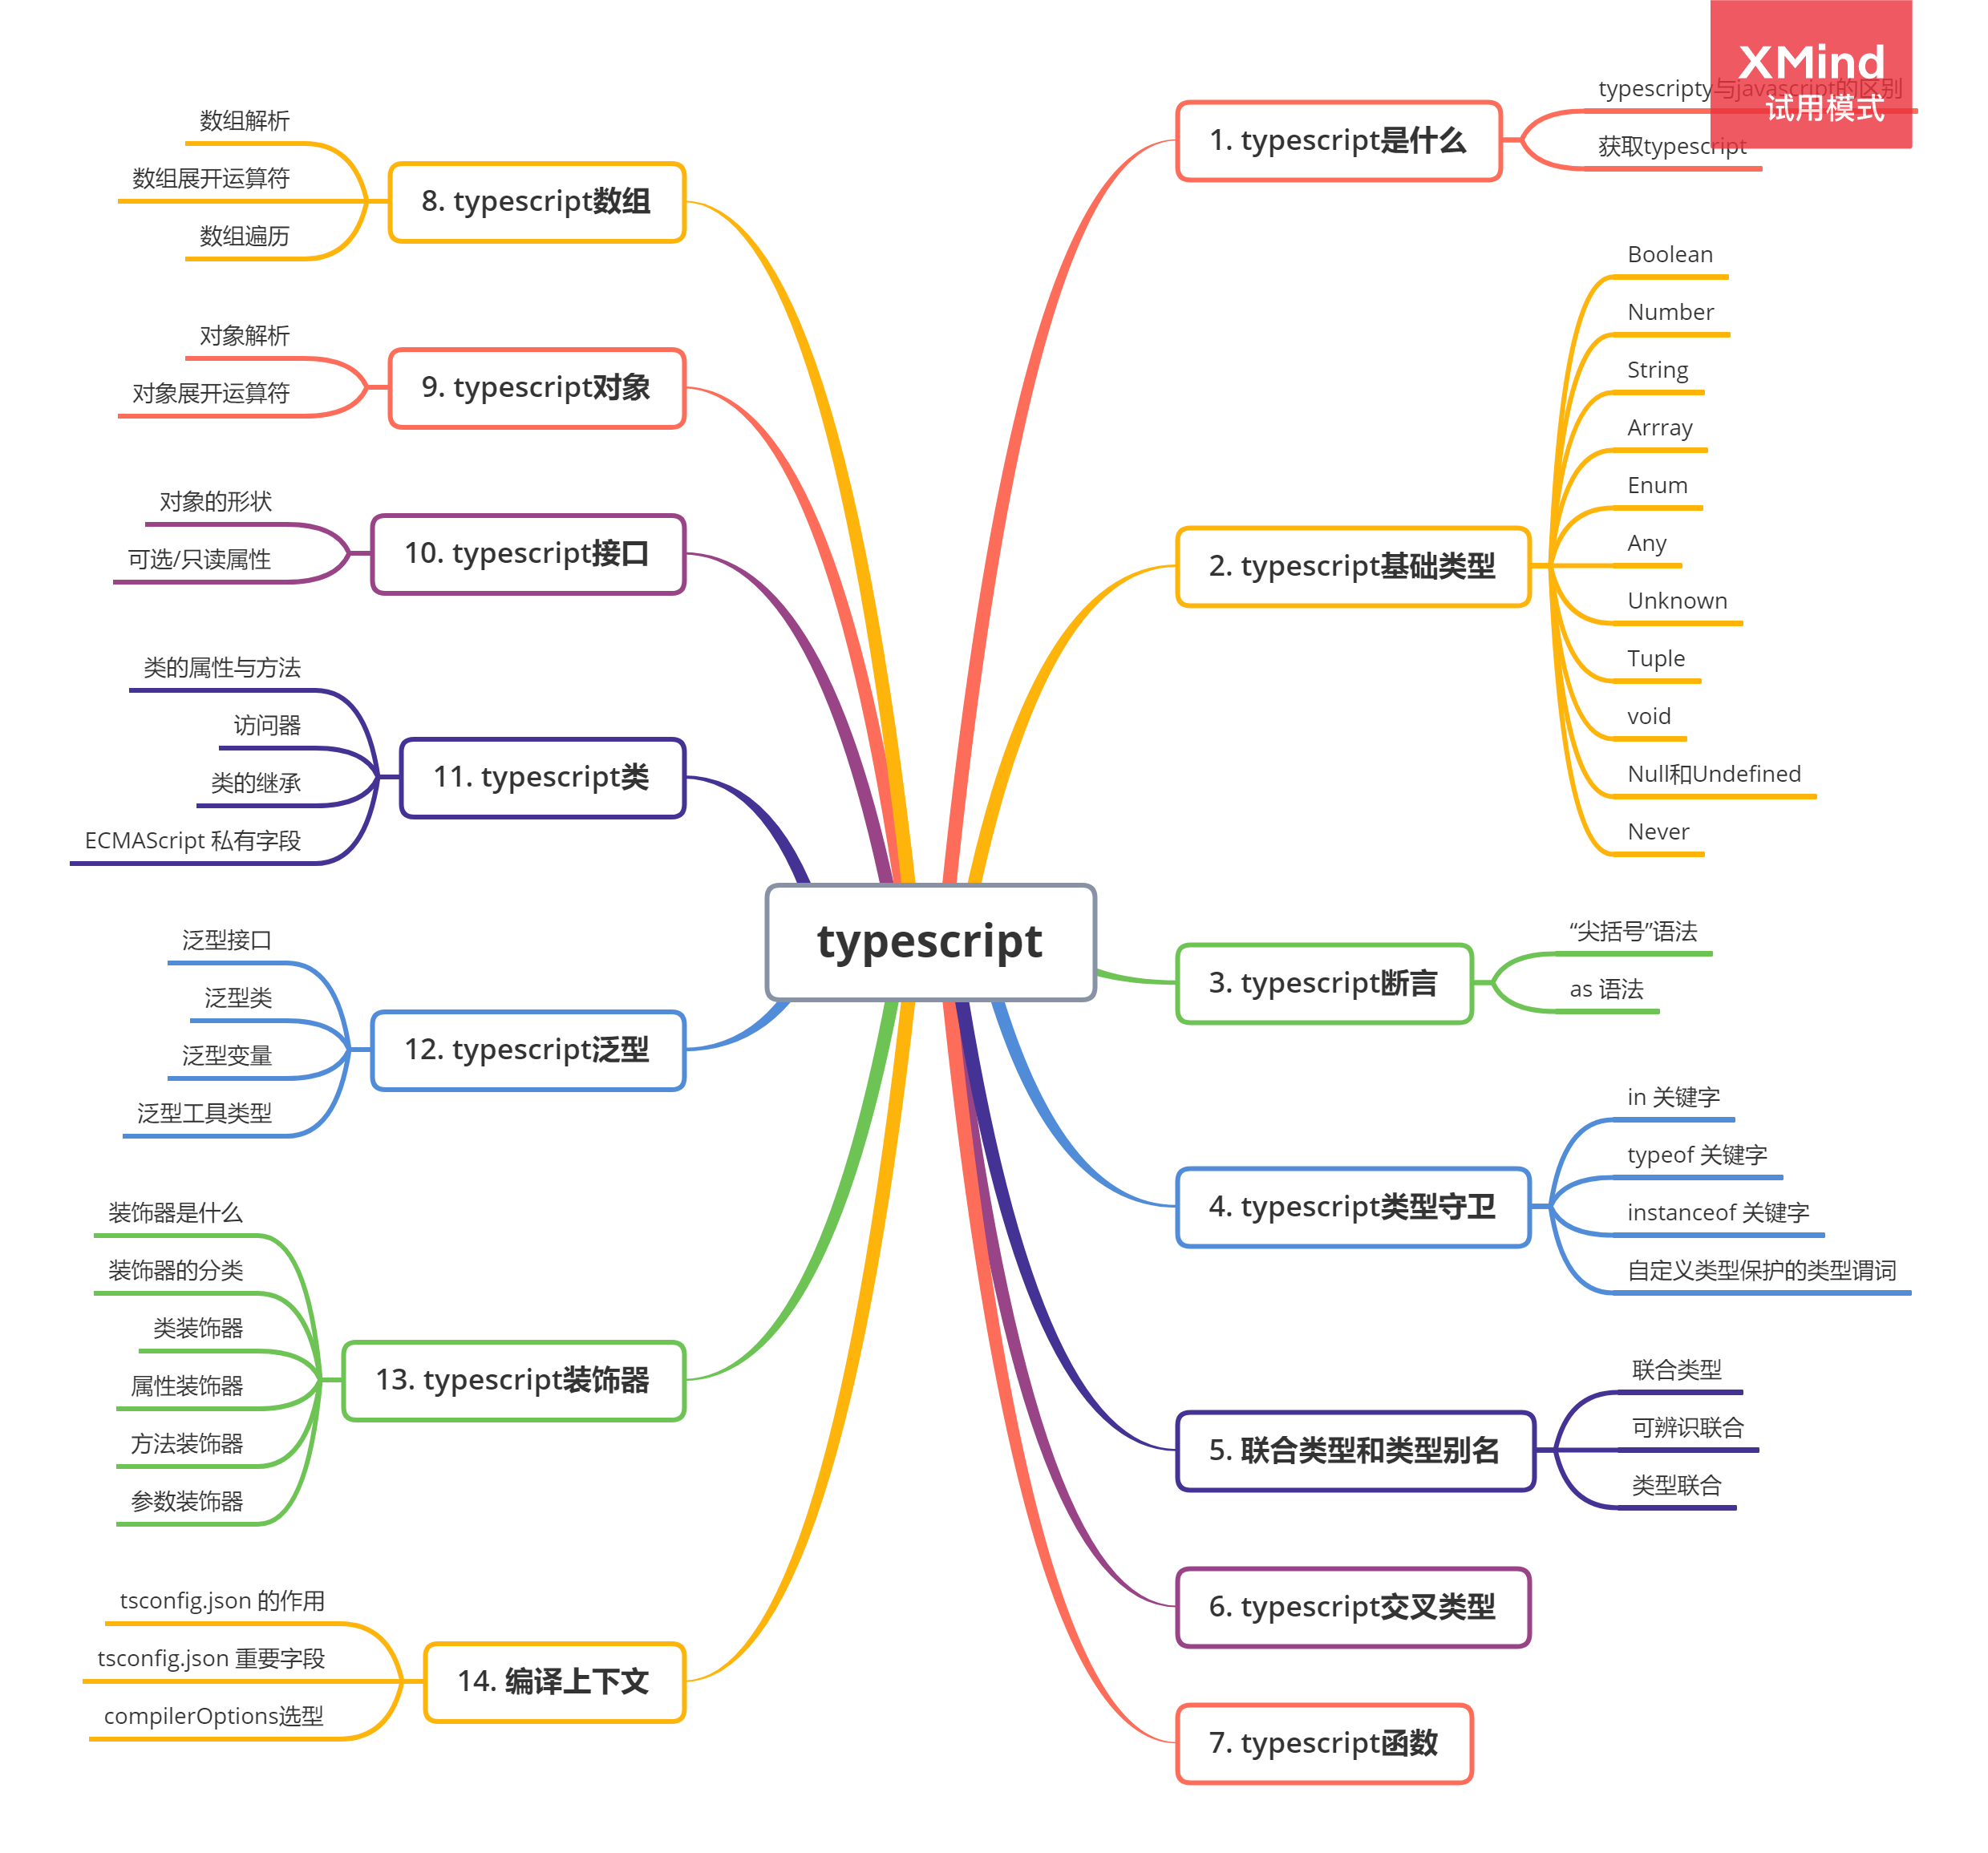 typescript
1. typescript是什么
typescripty与javascript的区别
获取typescript
XMind
试用模式
2. typescript基础类型
Boolean
Number
String
Arrray
Enum
Any
Unknown
Tuple
void
Null和Undefined
Never
3. typescript断言
“尖括号”语法
as 语法
4. typescript类型守卫
in 关键字
typeof 关键字
instanceof 关键字
自定义类型保护的类型谓词
5. 联合类型和类型别名
联合类型
可辨识联合
类型联合
6. typescript交叉类型
7. typescript函数
8. typescript数组
数组解析
数组展开运算符
数组遍历
9. typescript对象
对象解析
对象展开运算符
10. typescript接口
对象的形状
可选/只读属性
11. typescript类
类的属性与方法
访问器
类的继承
ECMAScript 私有字段
12. typescript泛型
泛型接口
泛型类
泛型变量
泛型工具类型
13. typescript装饰器
装饰器是什么
装饰器的分类
类装饰器
属性装饰器
方法装饰器
参数装饰器
14. 编译上下文
tsconfig.json 的作用
tsconfig.json 重要字段
compilerOptions选型